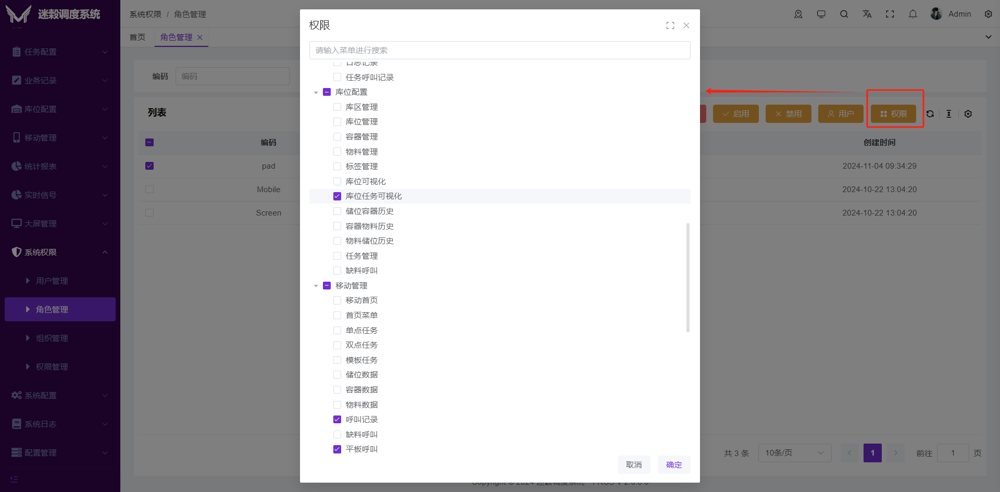 迷毂调度系统
任务配置
业务记录
库位配置
移动管理
统计报表
实时信号
大屏管理
系统权限
用户管理
角色管理
组织管理
权限管理
系统配置
系统日志
配置管理
系统权限 / 角色管理
Admin
首页
角色管理
编码
编码
列表
启用
禁用
用户
权限
编码
创建时间
pad
2024-11-04 09:34:29
Mobile
2024-10-22 13:04:20
Screen
2024-10-22 13:04:20
共 3 条
10条/页
1
前往
1
页
权限
请输入菜单进行搜索
日志记录
任务呼叫记录
库位配置
库区管理
库位管理
容器管理
物料管理
标签管理
库位可视化
库位任务可视化
储位容器历史
容器物料历史
物料储位历史
任务管理
缺料呼叫
移动管理
移动首页
首页菜单
单点任务
双点任务
模板任务
储位数据
容器数据
物料数据
呼叫记录
缺料呼叫
平板呼叫
取消
确定